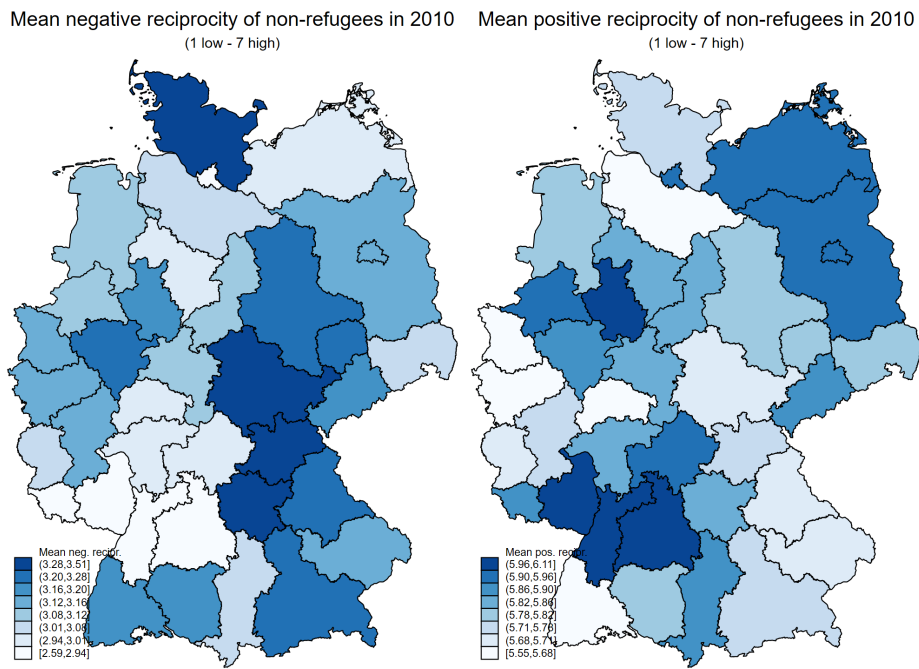 Mean negative reciprocity of non-refugees in 2010
(1 low - 7 high)
Mean neg. recipr.
(3.28,3.51]
(3.20,3.28]
(3.16,3.20]
(3.12,3.16]
(3.08,3.12]
(3.01,3.08]
(2.94,3.01]
[2.59,2.94]
Mean positive reciprocity of non-refugees in 2010
(1 low - 7 high)
Mean pos. recipr.
(5.96,6.11]
(5.90,5.96]
(5.86,5.90]
(5.82,5.86]
(5.78,5.82]
(5.71,5.78]
(5.68,5.71]
[5.55,5.68]